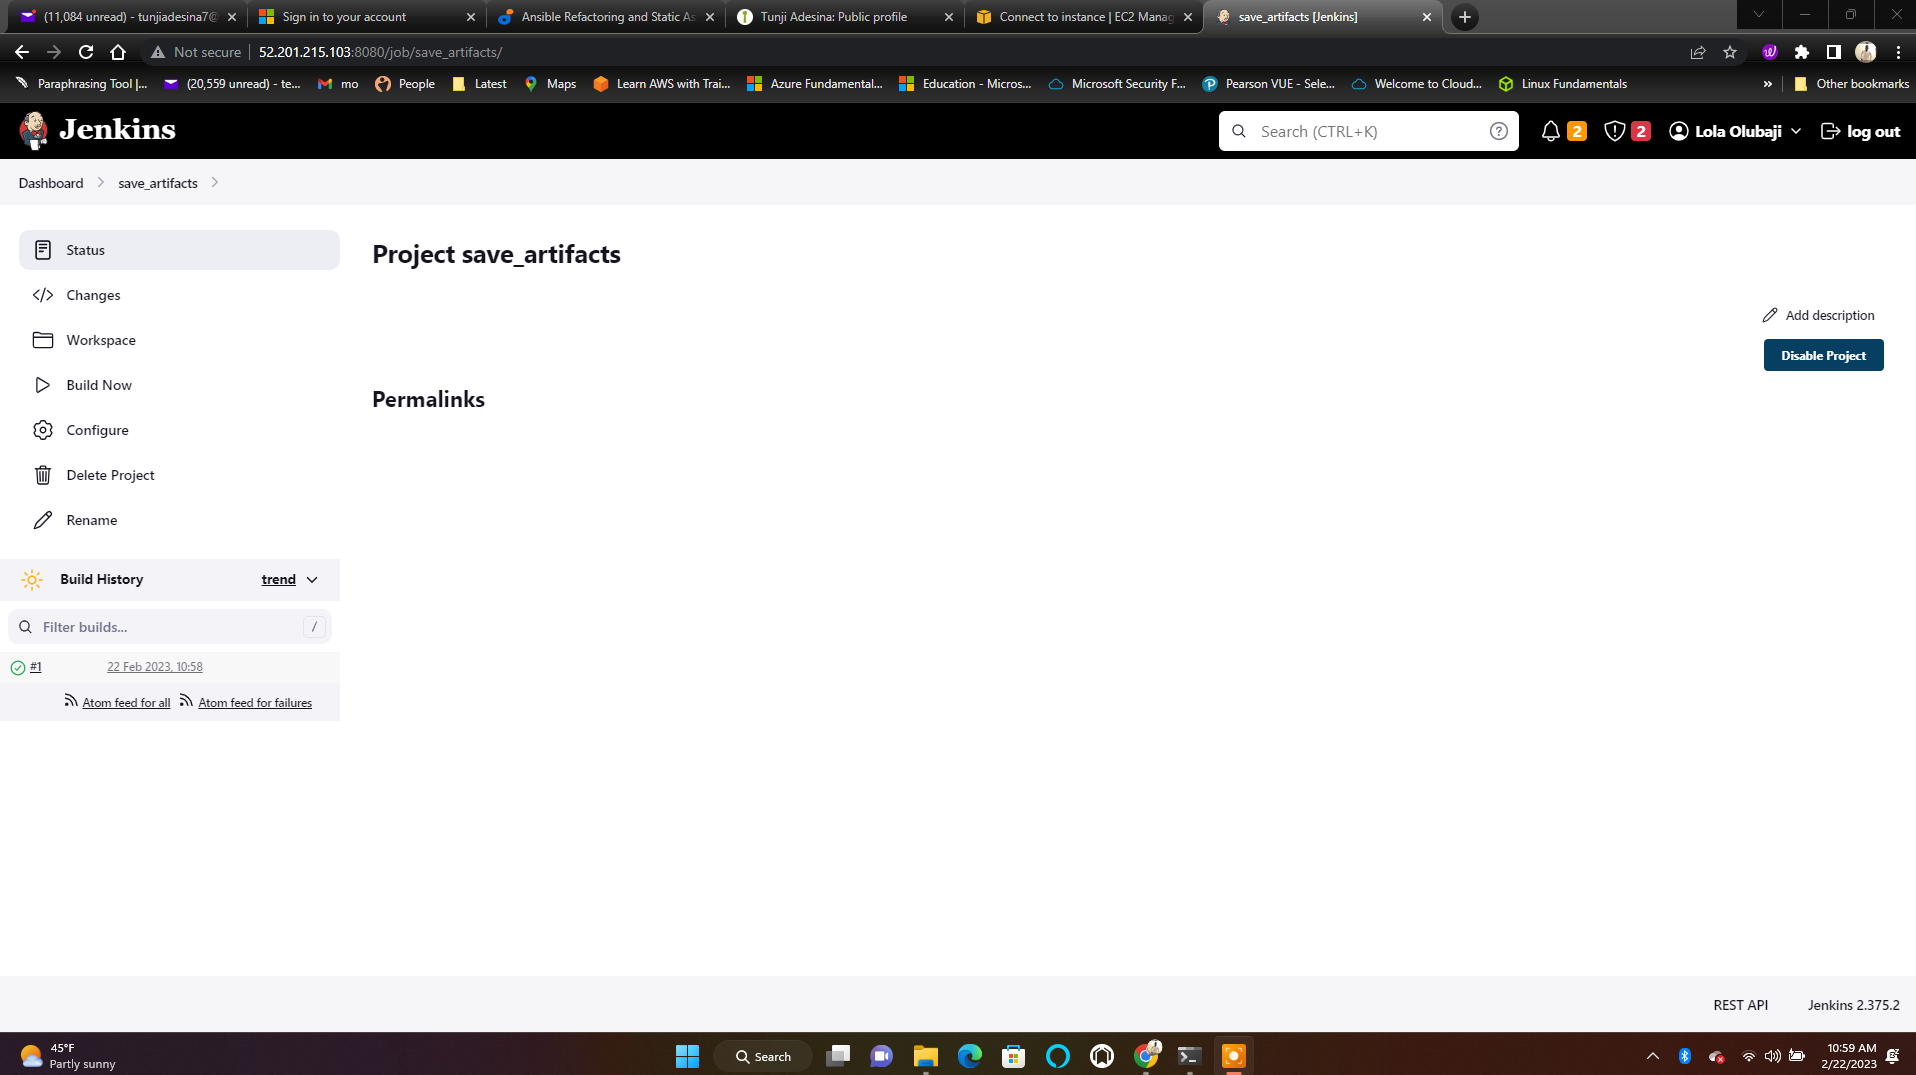 (11,084 unread) - tunjiadesina7@
Sign in to your account
Ansible Refactoring and Static As
Tunji Adesina: Public profile
Connect to instance | EC2 Manag
save_artifacts [Jenkins]
Not secure
52.201.215.103:8080/job/save_artifacts/
Paraphrasing Tool |...
(20,559 unread) - te...
mo
People
Latest
Maps
Learn AWS with Trai...
Azure Fundamental...
Education - Micros...
Microsoft Security F...
Pearson VUE - Sele...
Welcome to Cloud...
Linux Fundamentals
»
Other bookmarks
Jenkins
Search (CTRL+K)
2
2
Lola Olubaji
log out
Dashboard
save_artifacts
Status
Changes
Workspace
Build Now
Configure
Delete Project
Rename
Project save_artifacts
Add description
Disable Project
Permalinks
Build History
trend
Filter builds...
/
#1
22 Feb 2023, 10:58
Atom feed for all
Atom feed for failures
REST API
Jenkins 2.375.2
45°F
Partly sunny
Search
10:59 AM
2/22/2023